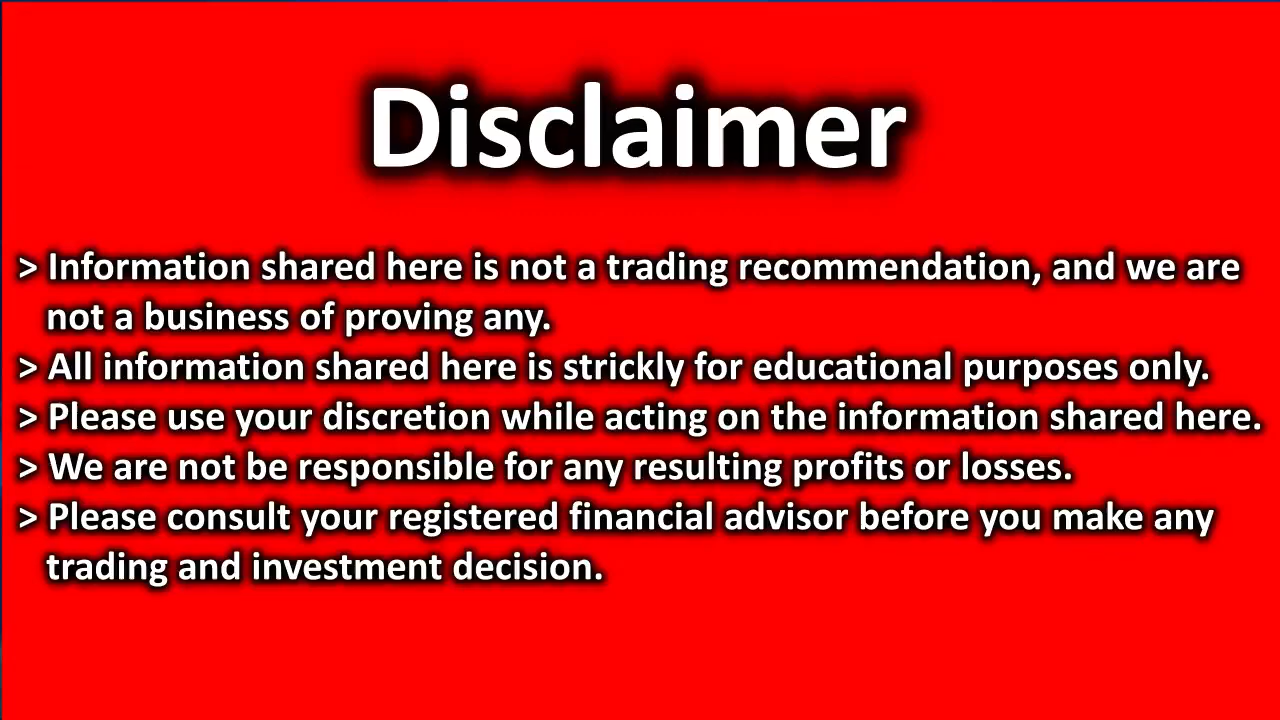 Disclaimer
> Information shared here is not a trading recommendation, and we are
not a business of proving any.
> All information shared here is strickly for educational purposes only.
> Please use your discretion while acting on the information shared here.
> We are not be responsible for any resulting profits or losses.
> Please consult your registered financial advisor before you make any
trading and investment decision.